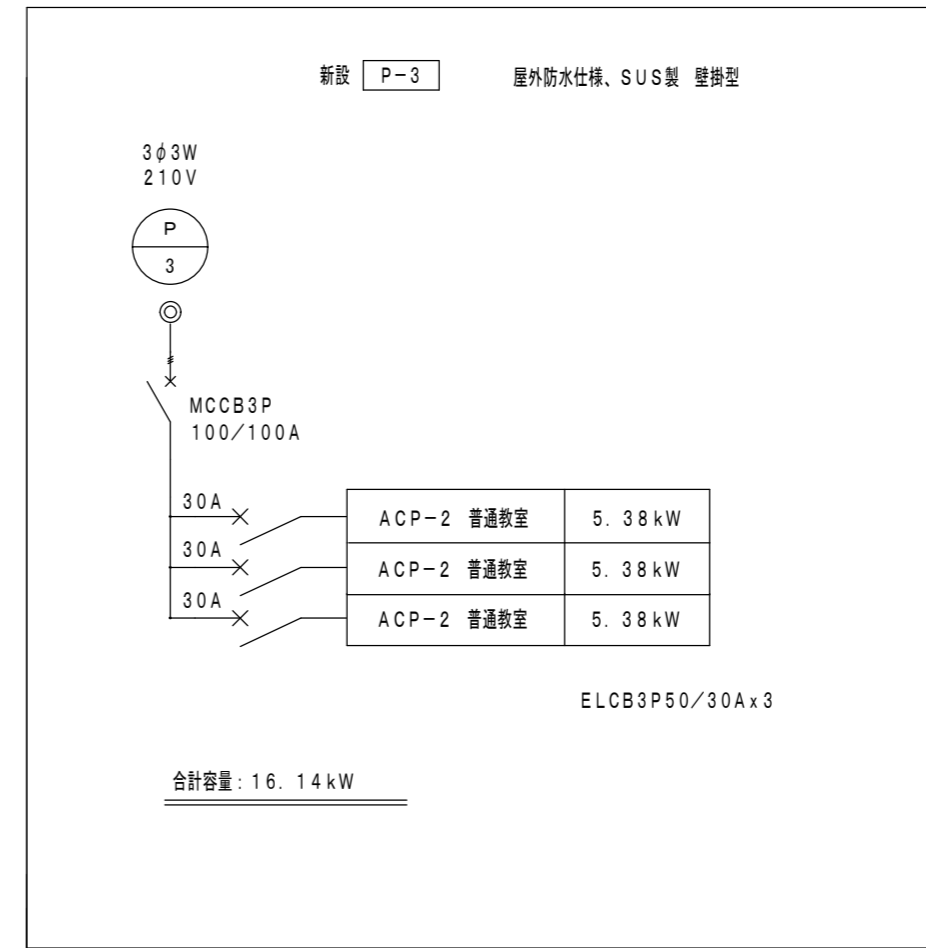 新設 P−3 屋外防水仕様、SUS製 壁掛型
3φ3W
210V
P
3
MCCB3P
100/100A
30A ACP−2 普通教室 5. 38kW
30A ACP−2 普通教室 5. 38kW
30A ACP−2 普通教室 5. 38kW
ELCB3P50/30Ax3
合計容量:16. 14kW